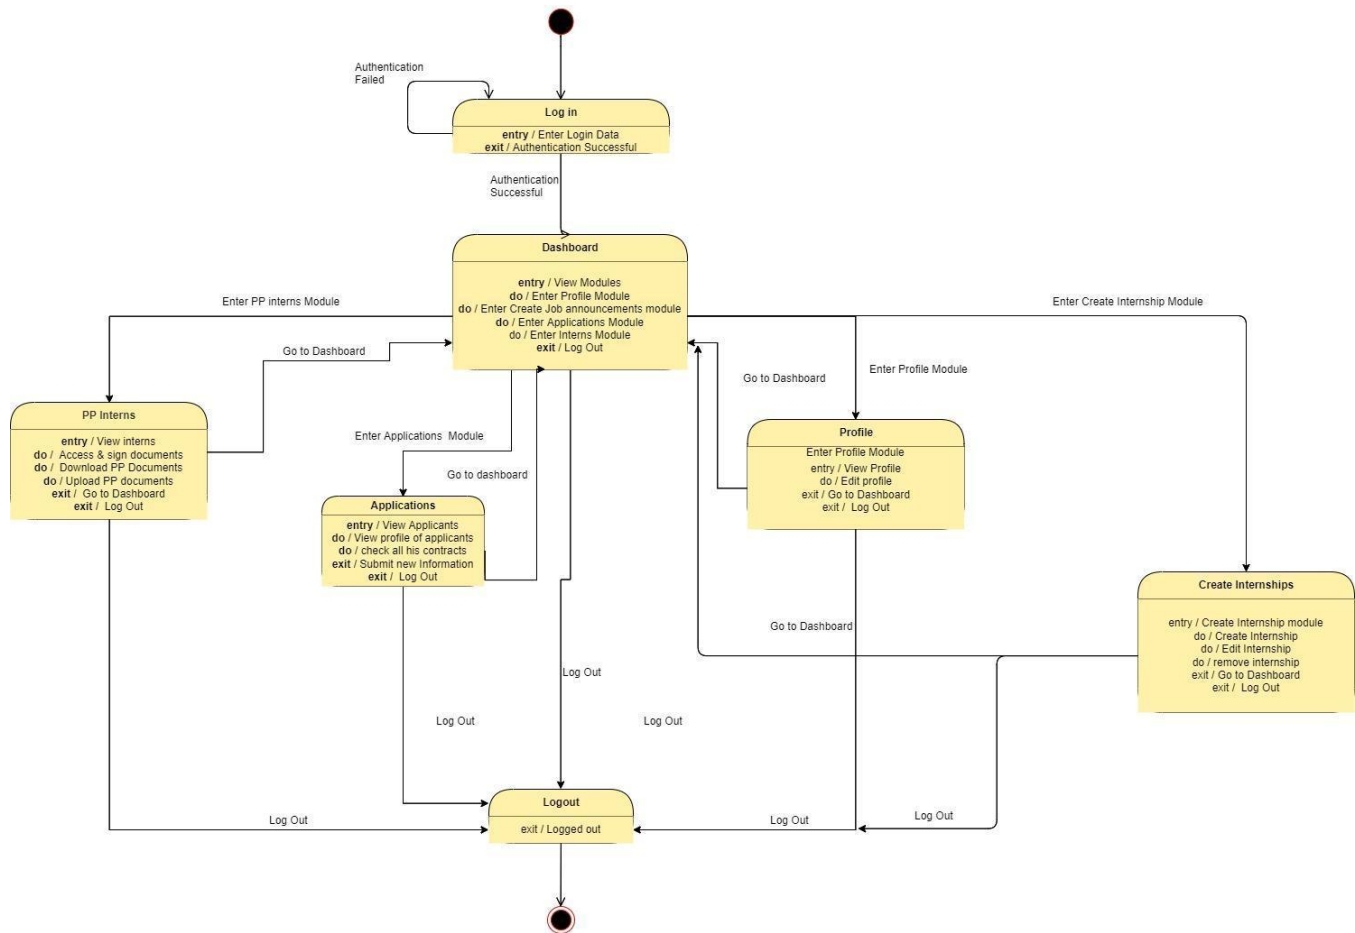 Authentication
Failed
Log in
entry / Enter Login Data
exit / Authentication Successful
Authentication
Successful
Dashboard
entry / View Modules
do / Enter Profile Module
do / Enter Create Job announcements module
do / Enter Applications Module
do / Enter Interns Module
exit / Log Out
Enter PP interns Module
Enter Create Internship Module
Go to Dashboard
Go to Dashboard
Enter Profile Module
PP Interns
entry / View interns
do / Access & sign documents
do / Download PP Documents
do / Upload PP documents
exit / Go to Dashboard
exit / Log Out
Enter Applications Module
Go to dashboard
Profile
Enter Profile Module
entry / View Profile
do / Edit profile
exit / Go to Dashboard
exit / Log Out
Applications
entry / View Applicants
do / View profile of applicants
do / check all his contracts
exit / Submit new Information
exit / Log Out
Create Internships
entry / Create Internship module
do / Create Internship
do / Edit Internship
do / remove internship
exit / Go to Dashboard
exit / Log Out
Go to Dashboard
Log Out
Log Out
Log Out
Logout
exit / Logged out
Log Out
Log Out
Log Out